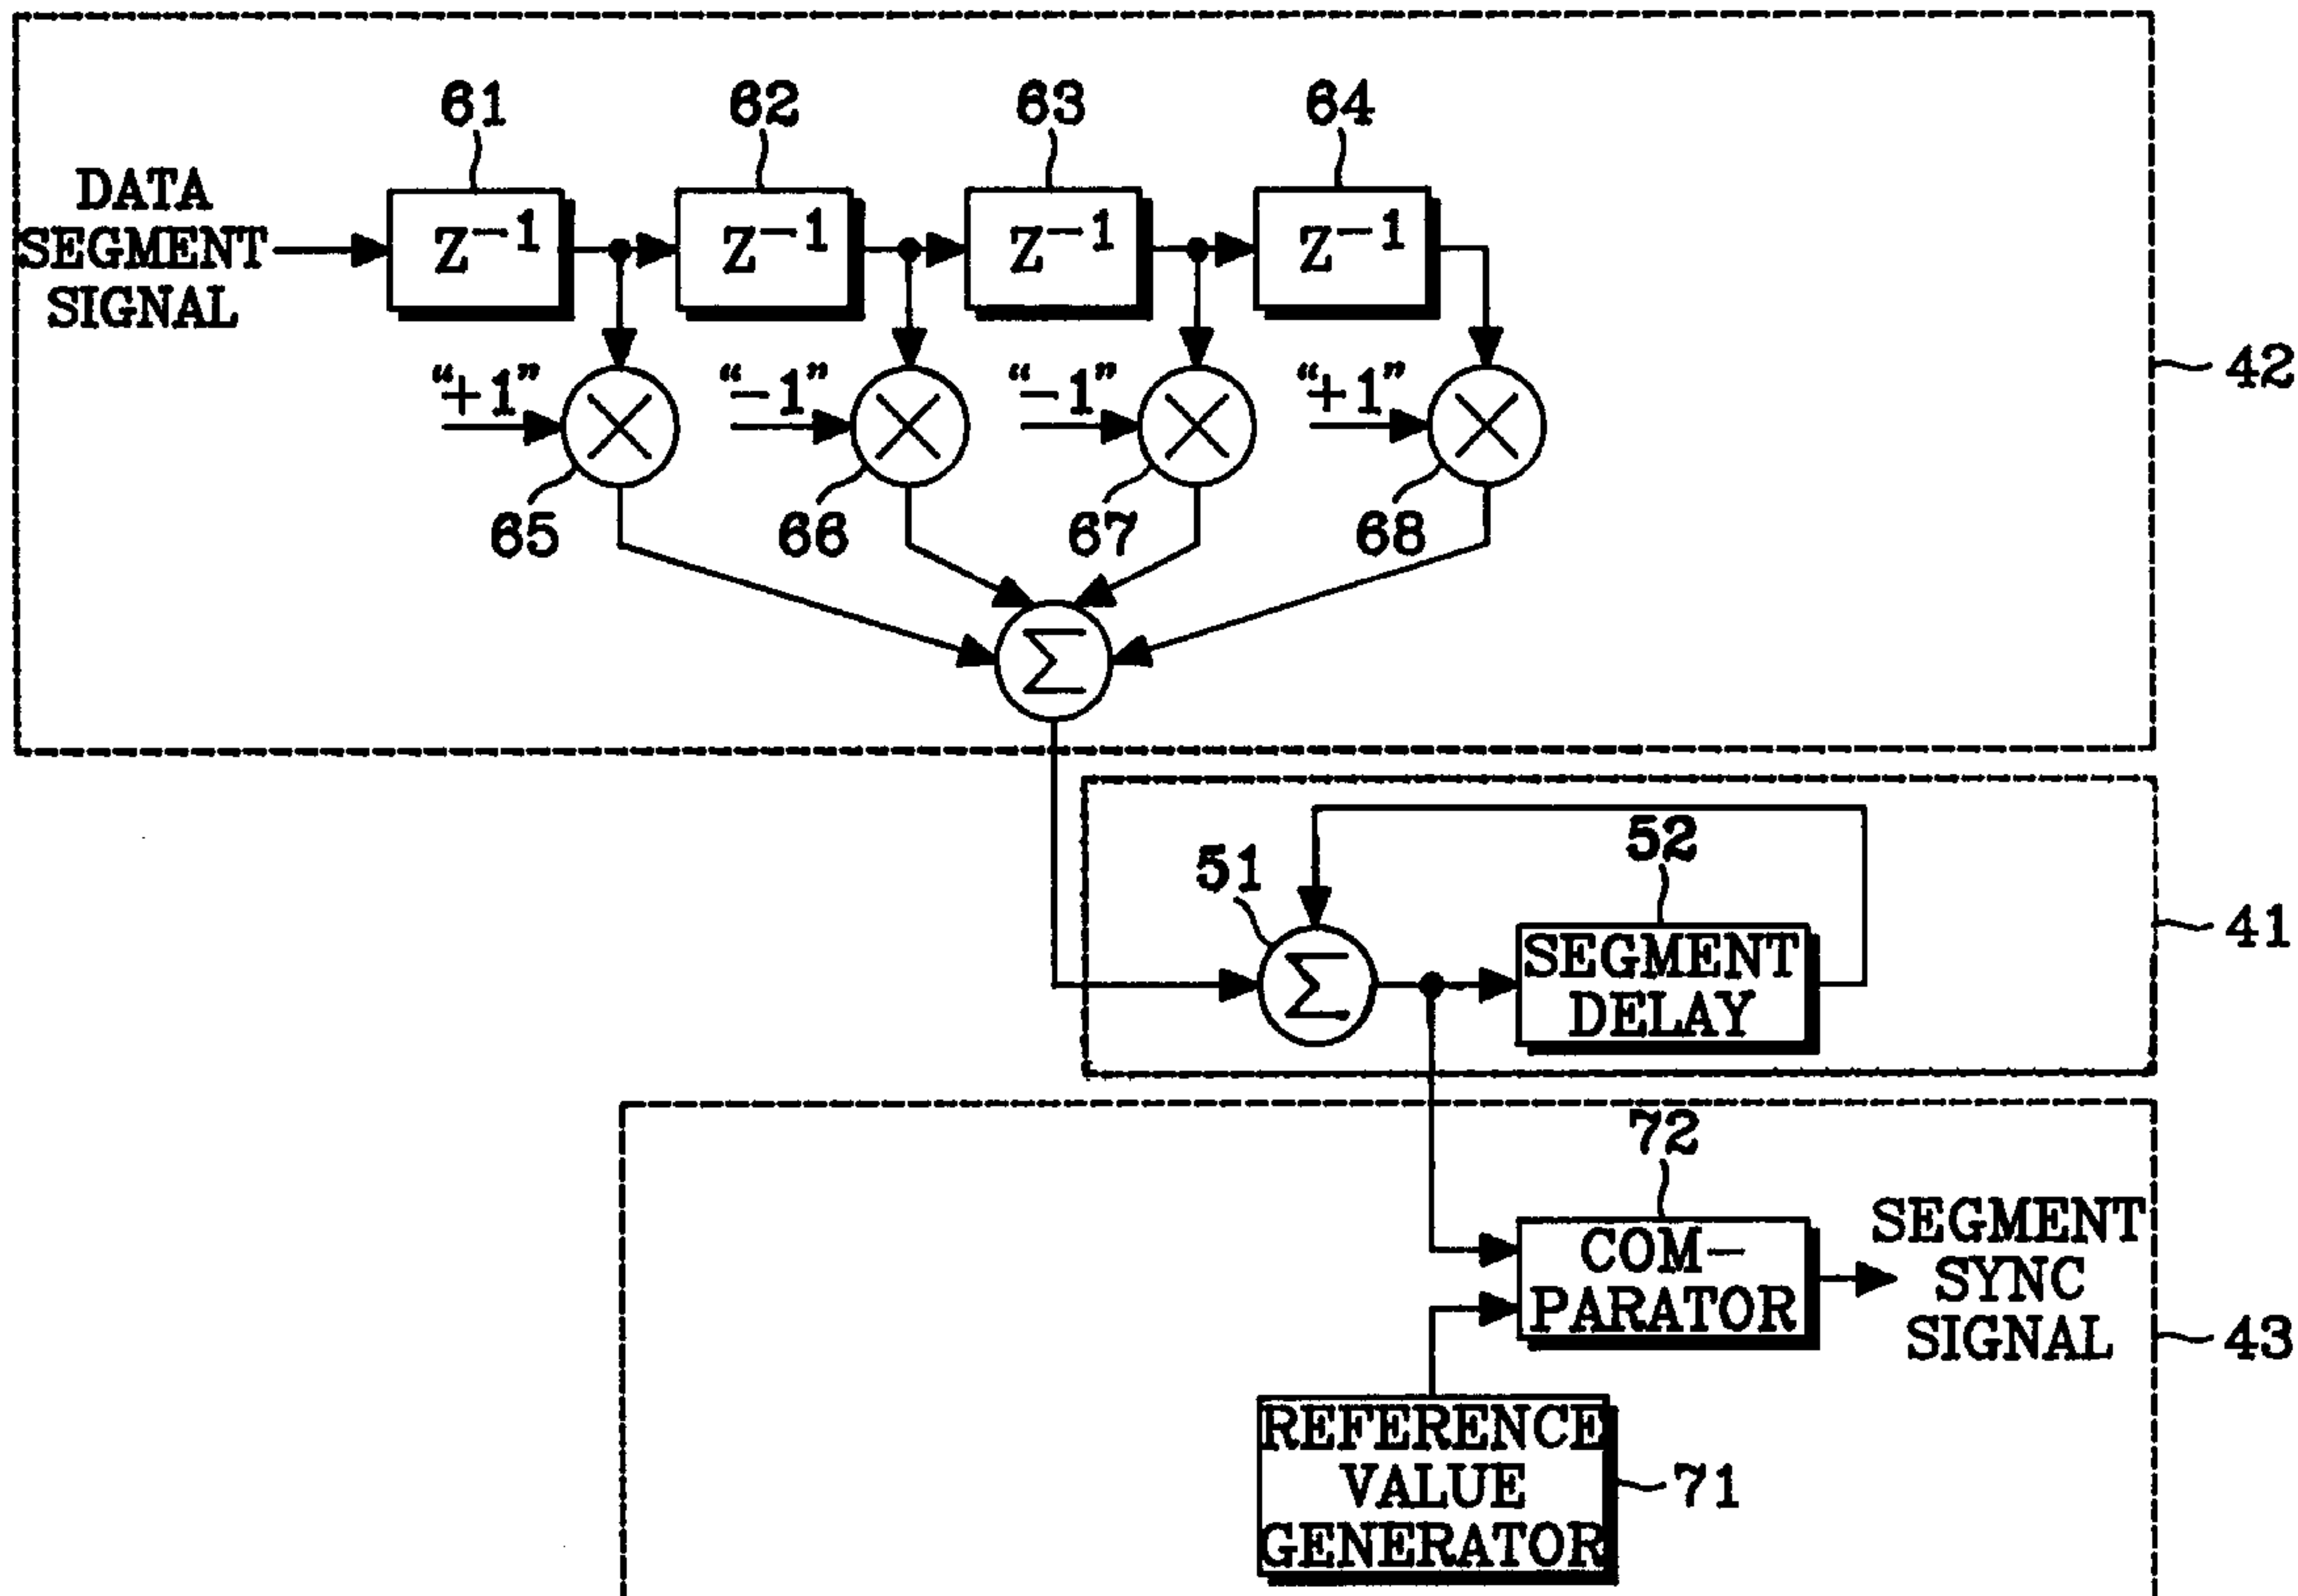 61 62 63 64
DATA
SEGMENT
SIGNAL
Z⁻¹ Z⁻¹ Z⁻¹ Z⁻¹
42
“+1” “-1” “-1” “+1”
65 66 67 68
Σ
52
51
41
SEGMENT
DELAY
Σ
72
SEGMENT
SYNC
SIGNAL
COM-
PARATOR
43
REFERENCE
VALUE
GENERATOR
71